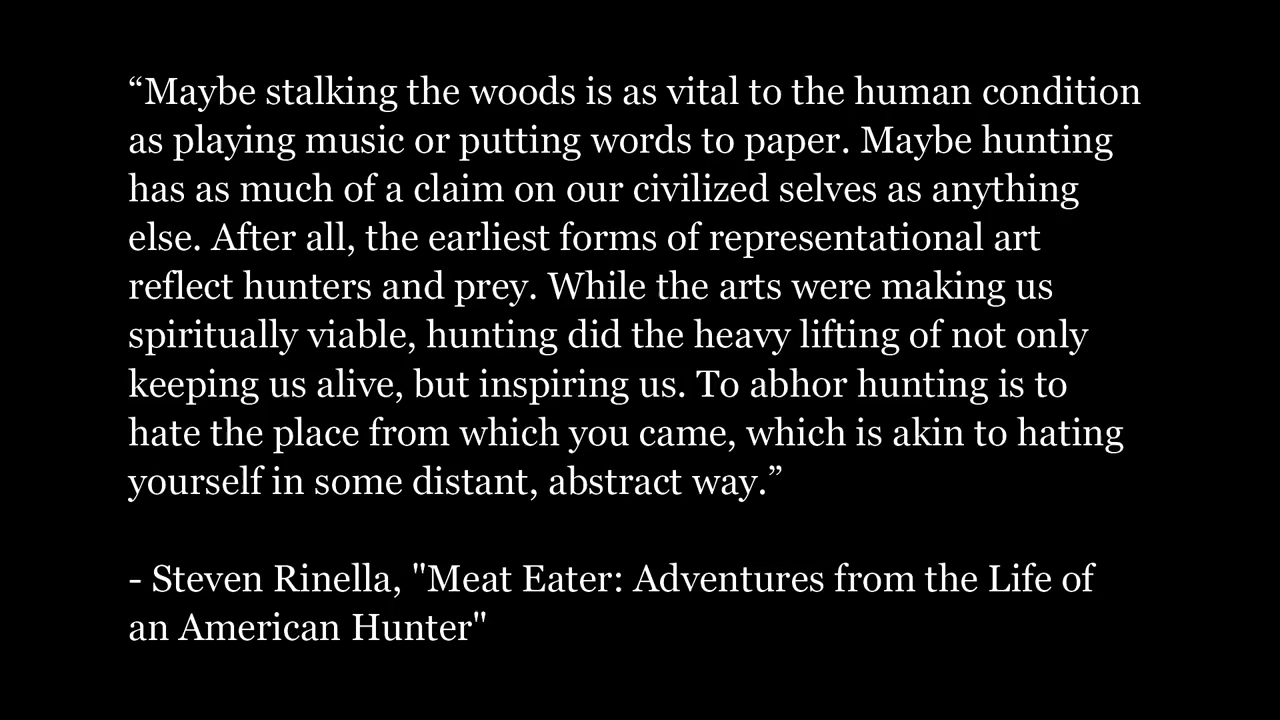 “Maybe stalking the woods is as vital to the human condition
as playing music or putting words to paper. Maybe hunting
has as much of a claim on our civilized selves as anything
else. After all, the earliest forms of representational art
reflect hunters and prey. While the arts were making us
spiritually viable, hunting did the heavy lifting of not only
keeping us alive, but inspiring us. To abhor hunting is to
hate the place from which you came, which is akin to hating
yourself in some distant, abstract way.”
- Steven Rinella, "Meat Eater: Adventures from the Life of
an American Hunter"